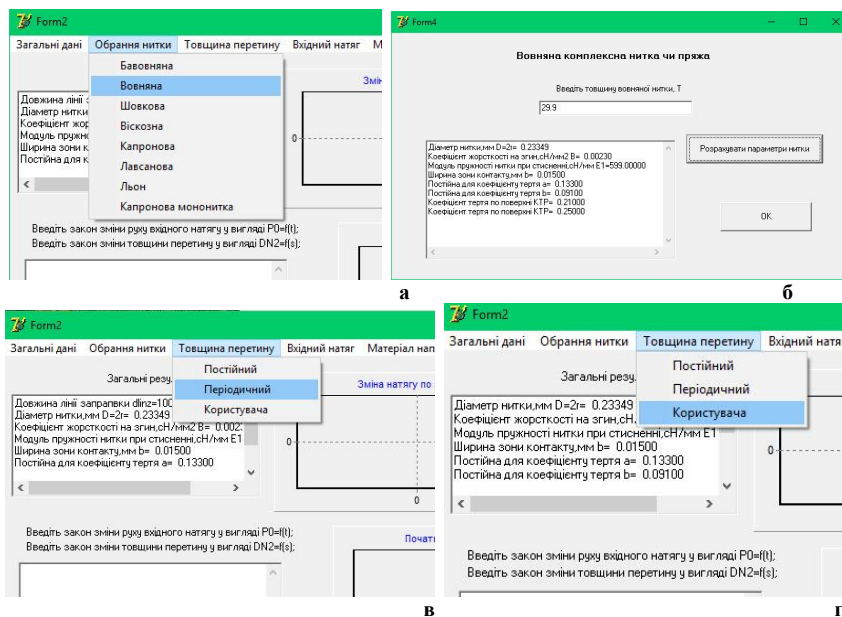 Form2
Загальні дані Обрання нитки Товщина перетину Вхідний натяг М
Бавовняна
Вовняна
Шовкова
Віскозна
Капронова
Лавсанова
Льон
Капронова мононитка
Змін
Довжина лінії з
Діаметр нитки
Коефіцієнт жор
Модуль пружно
Ширина зони к
Постійна для к
0
Введіть закон зміни руху вхідного натягу у вигляді P0=f(t);
Введіть закон зміни товшини перетину у вигляді DN2=f(s);
а
Form4
Вовняна комплексна нитка чи пряжа
Введіть товщину вовняної нитки, Т
29.9
Діаметр нитки,мм D=2r= 0.23349
Коефіцієнт жорсткості на згин,сН/мм2 B= 0.00230
Модуль пружності нитки при стисненні,сН/мм E1=599.00000
Ширина зони контакту,мм b= 0.01500
Постійна для коефіцієнту тертя a= 0.13300
Постійна для коефіцієнту тертя b= 0.09100
Коефіцієнт тертя по поверхні КТР= 0.21000
Коефіцієнт тертя по поверхні КТР= 0.25000
Розрахувати параметри нитки
OK
б
Form2
Загальні дані Обрання нитки Товщина перетину Вхідний натяг Матеріал нап
Постійний
Періодичний
Користувача
Загальні резу
Зміна натягу по
Довжина лінії заправки dlinz=100
Діаметр нитки,мм D=2r= 0.23349
Коефіцієнт жорсткості на згин,сН/мм2 B= 0.002
Модуль пружності нитки при стисненні,сН/мм E1
Ширина зони контакту,мм b= 0.01500
Постійна для коефіцієнту тертя a= 0.13300
0
0
Введіть закон зміни руху вхідного натягу у вигляді P0=f(t);
Введіть закон зміни товшини перетину у вигляді DN2=f(s);
Почат
в
Form2
Загальні дані Обрання нитки Товщина перетину Вхідний натя
Постійний
Періодичний
Користувача
Загальні резу
Діаметр нитки,мм D=2r= 0.23349
Коефіцієнт жорсткості на згин,сН
Модуль пружності нитки при стисненні,сН/мм E1
Ширина зони контакту,мм b= 0.01500
Постійна для коефіцієнту тертя a= 0.13300
Постійна для коефіцієнту тертя b= 0.09100
0
Введіть закон зміни руху вхідного натягу у вигляді P0=f(t);
Введіть закон зміни товшини перетину у вигляді DN2=f(s);
г